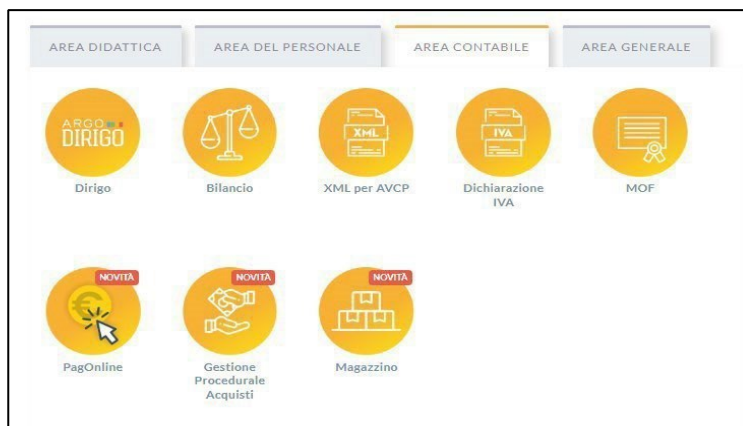 AREA DIDATTICA
AREA DEL PERSONALE
AREA CONTABILE
AREA GENERALE
ARGO
DIRIGO
XML
IVA
Dirigo
Bilancio
XML per AVCP
Dichiarazione
IVA
MOF
NOVITÀ
NOVITÀ
NOVITÀ
€
PagOnline
Gestione
Procedurale
Acquisti
Magazzino